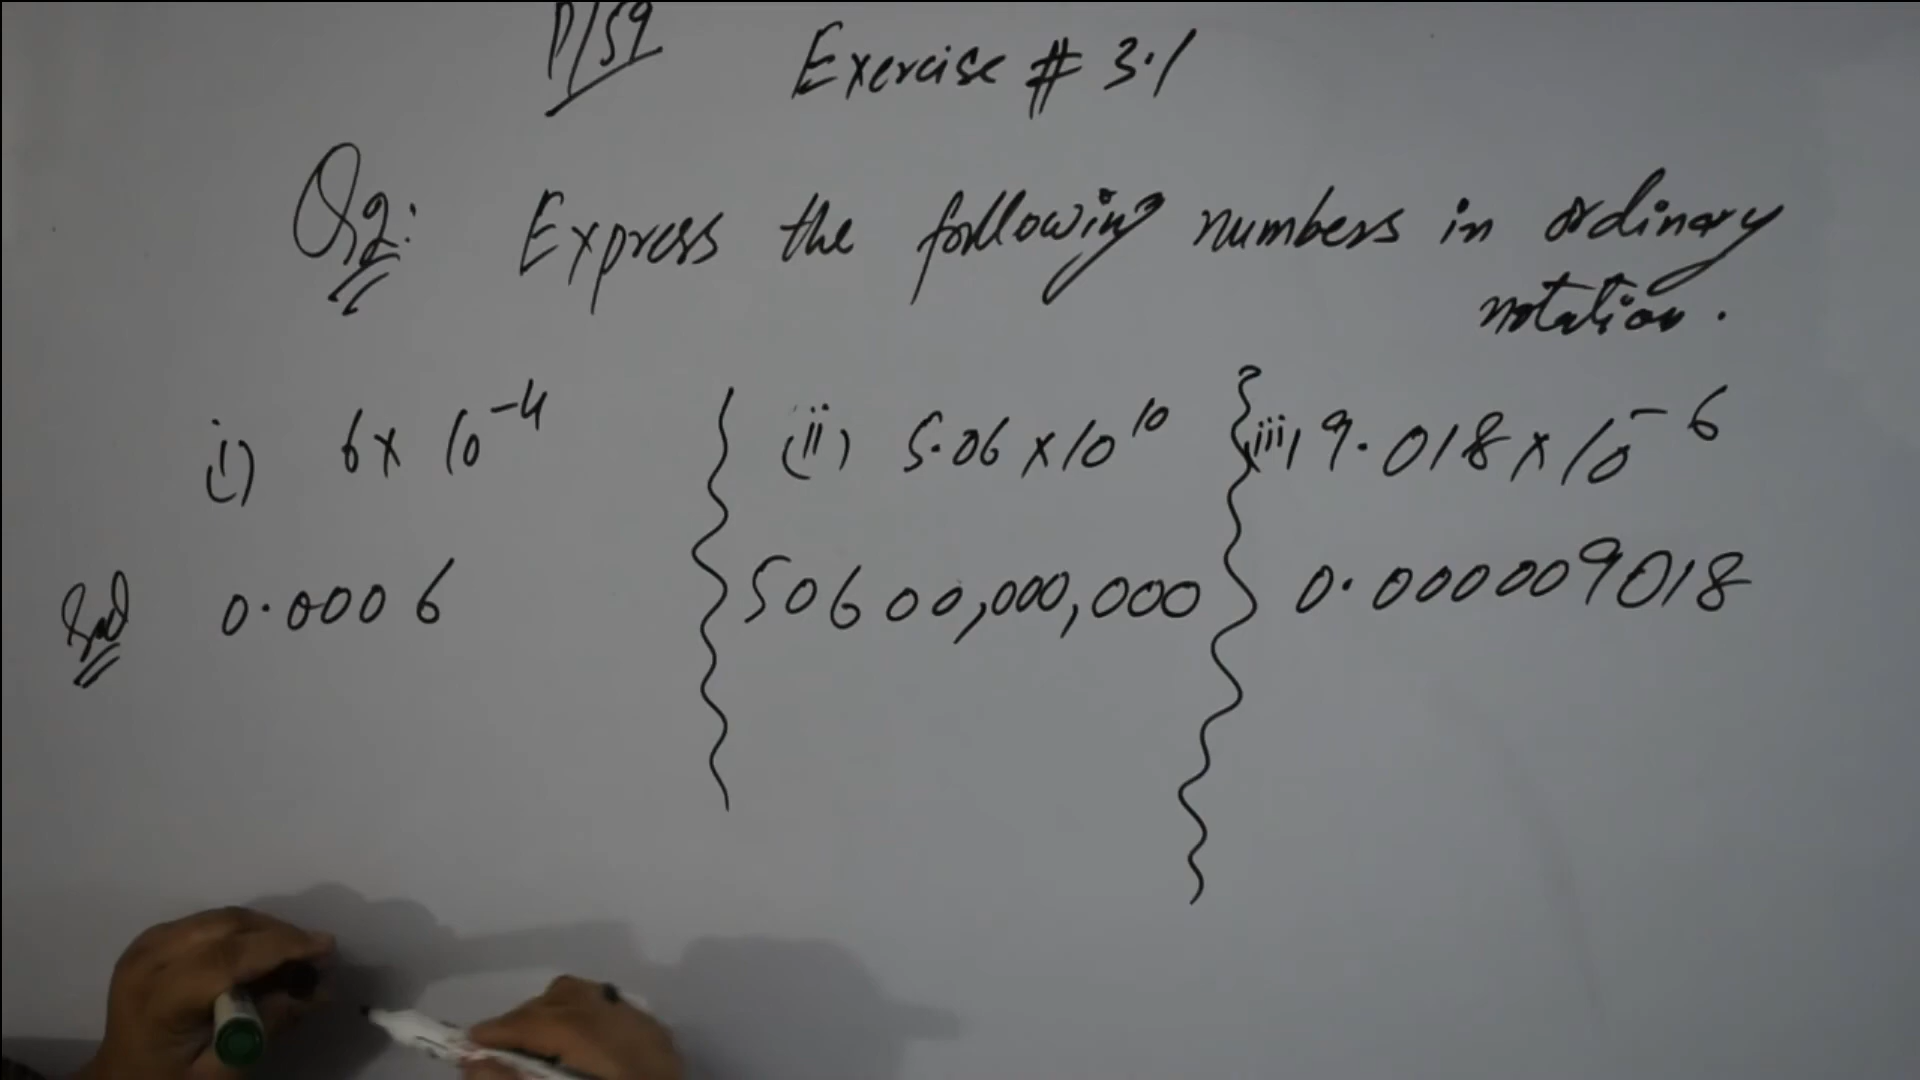 P/59 Exercise # 3.1
Q2: Express the following numbers in ordinary
notation.
i) 6x 10^-4 (ii) 5.06 x 10^10 iii) 9.018 x 10^-6
Sol 0.0006 50600,000,000 0.000009018